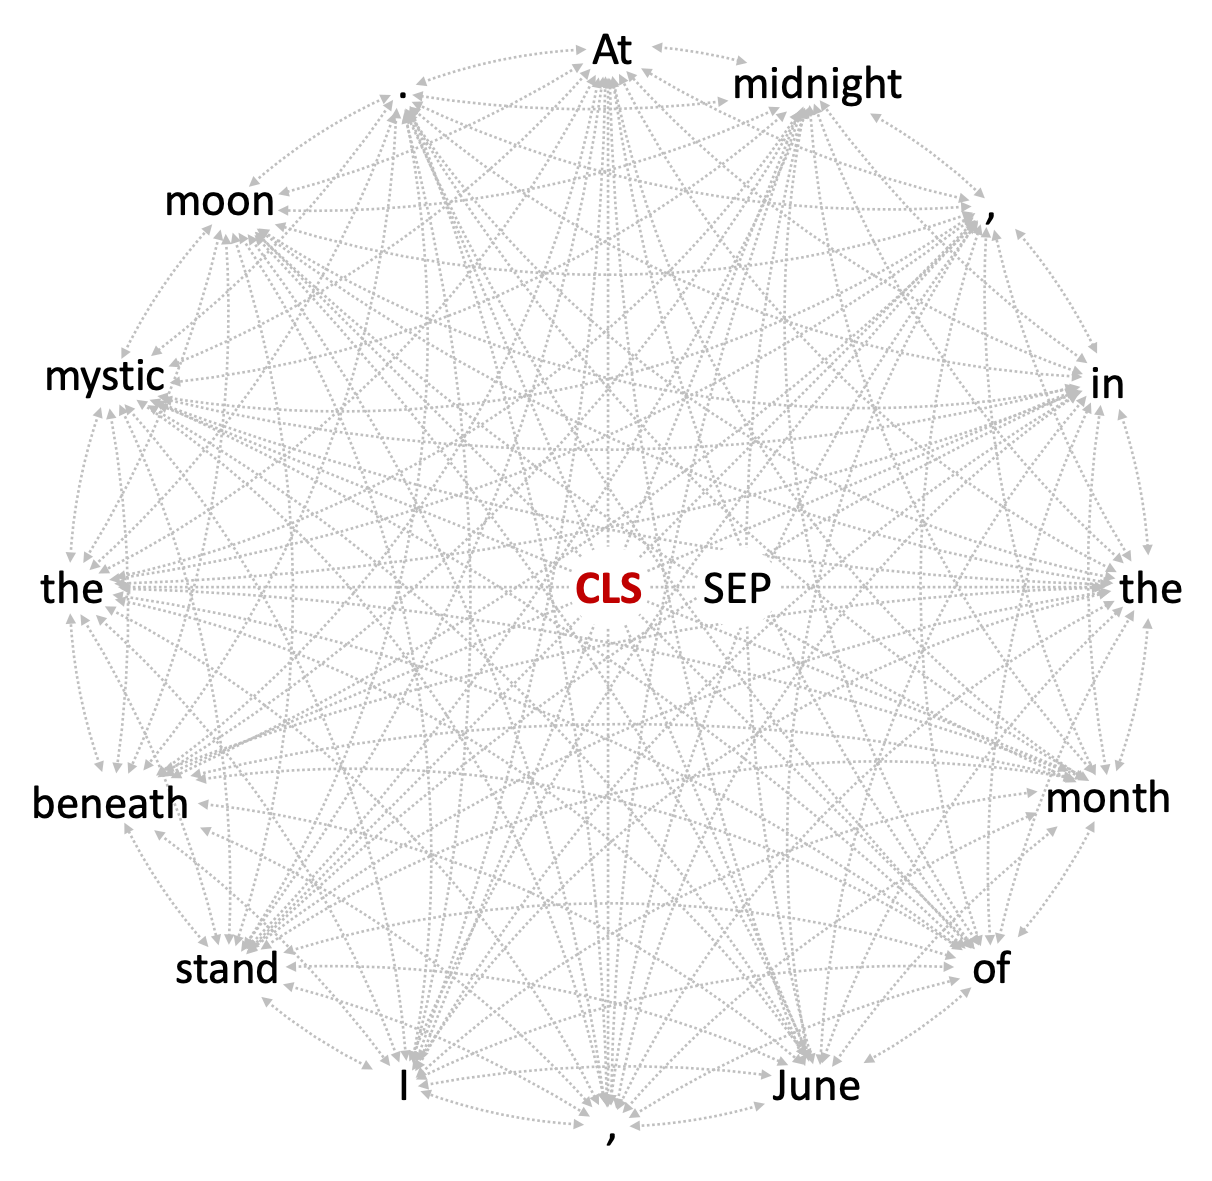 At
midnight
,
in
the
month
of
June
,
I
stand
beneath
the
mystic
moon
.
CLS
SEP